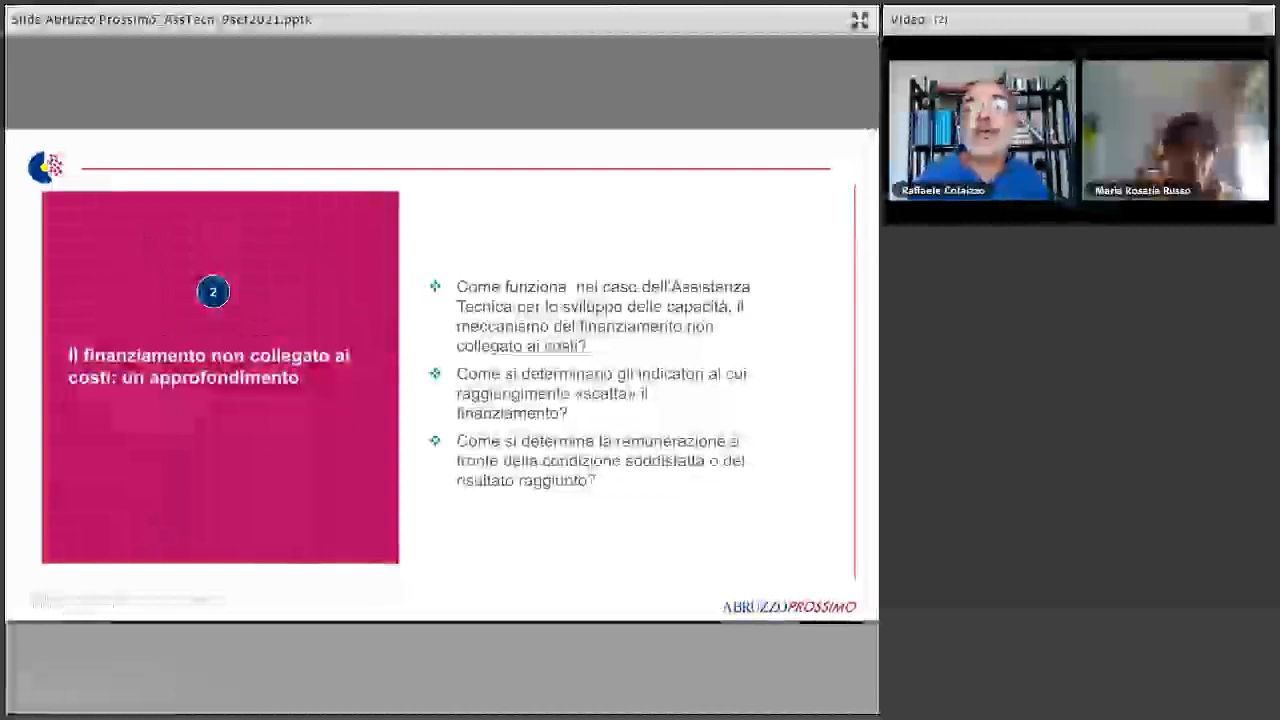 Slide Abruzzo Prossimo_AssTecn_9set2021.pptx
Video (2)
Raffaele Colaizzo
Maria Rosaria Russo
2
Il finanziamento non collegato ai
costi: un approfondimento
Come funziona nel caso dell'Assistenza
Tecnica per lo sviluppo delle capacità, il
meccanismo del finanziamento non
collegato ai costi?
Come si determinano gli indicatori al cui
raggiungimento «scatta» il
finanziamento?
Come si determina la remunerazione a
fronte della condizione soddisfatta o del
risultato raggiunto?
ABRUZZOPROSSIMO